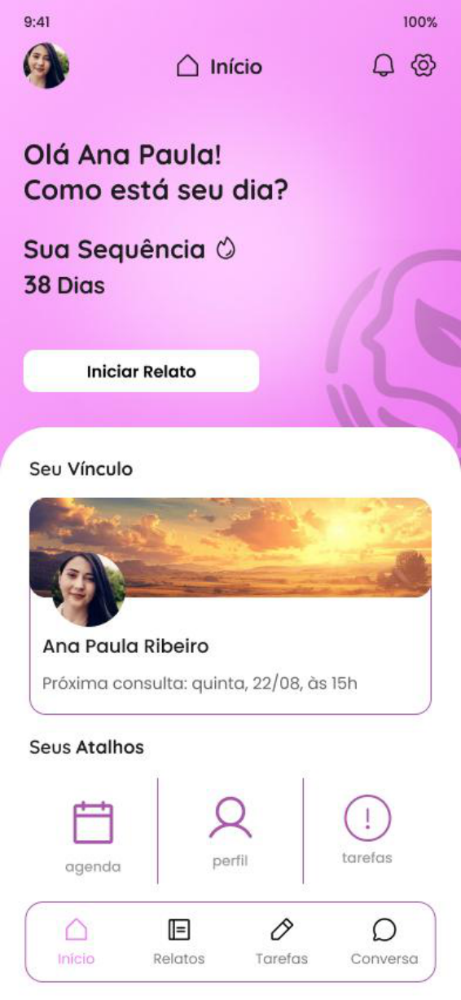 9:41
100%
Início
Olá Ana Paula!
Como está seu dia?
Sua Sequência
38 Dias
Iniciar Relato
Seu Vínculo
Ana Paula Ribeiro
Próxima consulta: quinta, 22/08, às 15h
Seus Atalhos
agenda
perfil
tarefas
Início
Relatos
Tarefas
Conversa